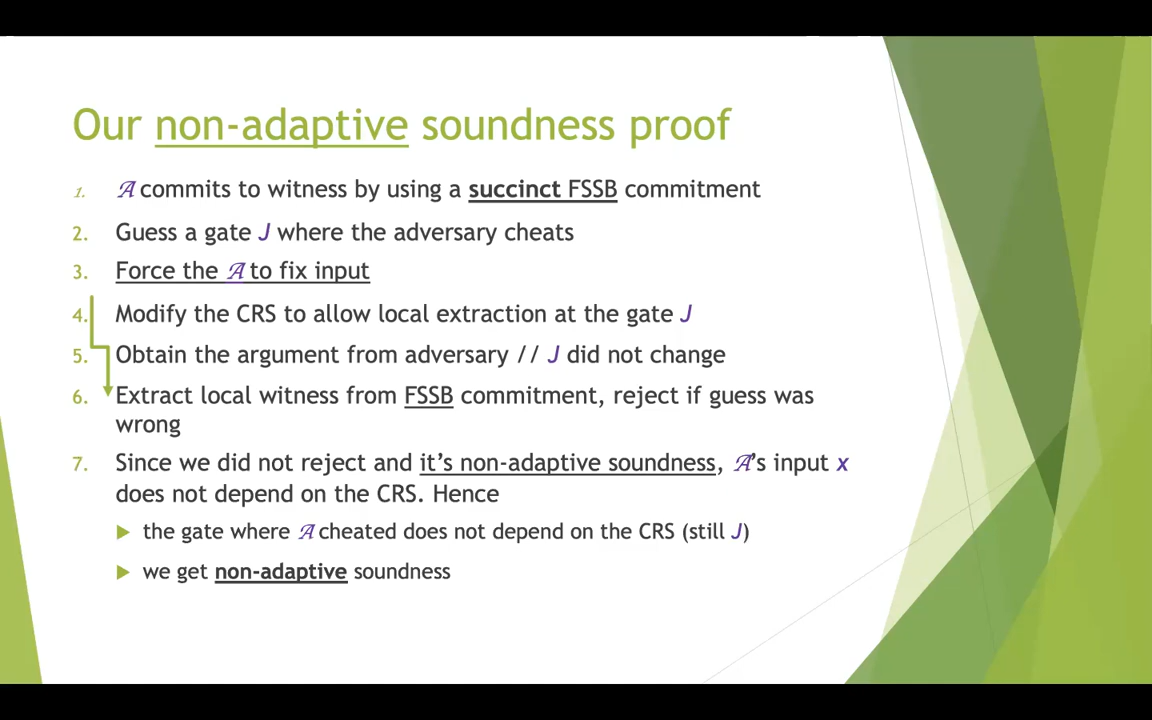 Our non-adaptive soundness proof
1. 𝒜 commits to witness by using a succinct FSSB commitment
2. Guess a gate J where the adversary cheats
3. Force the 𝒜 to fix input
4. Modify the CRS to allow local extraction at the gate J
5. Obtain the argument from adversary // J did not change
6. Extract local witness from FSSB commitment, reject if guess was
wrong
7. Since we did not reject and it's non-adaptive soundness, 𝒜's input x
does not depend on the CRS. Hence
the gate where 𝒜 cheated does not depend on the CRS (still J)
we get non-adaptive soundness